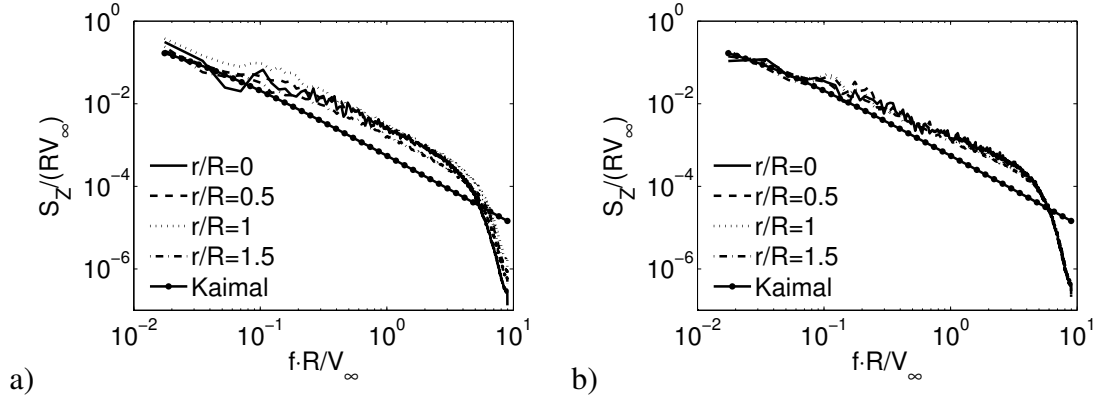 10^0
10^-2
10^-4
10^-6
S_Z/(RV_∞)
r/R=0
r/R=0.5
r/R=1
r/R=1.5
Kaimal
10^-2
10^-1
10^0
10^1
f·R/V_∞
a)
10^0
10^-2
10^-4
10^-6
S_Z/(RV_∞)
r/R=0
r/R=0.5
r/R=1
r/R=1.5
Kaimal
10^-2
10^-1
10^0
10^1
f·R/V_∞
b)